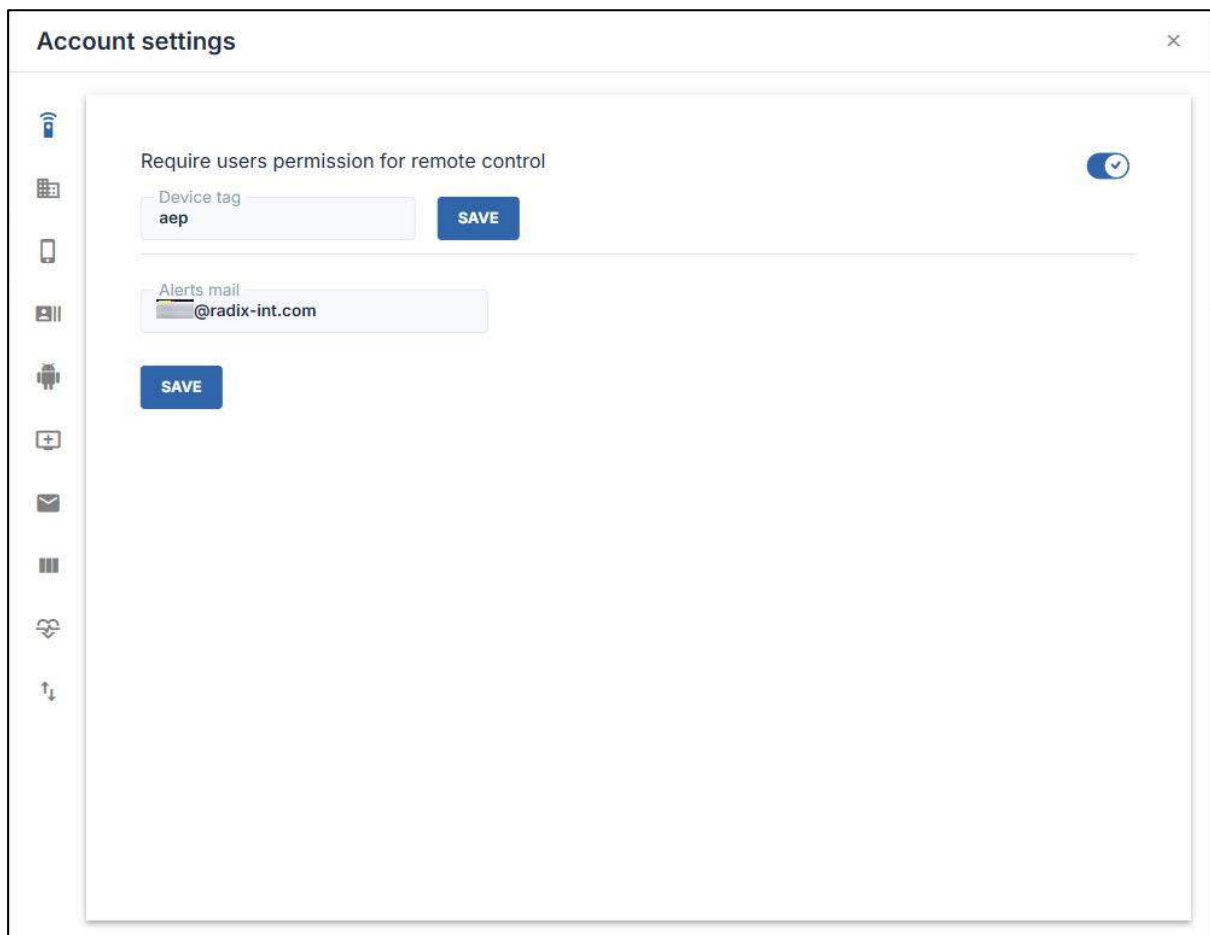 Account settings
Require users permission for remote control
Device tag
aep
SAVE
Alerts mail
@radix-int.com
SAVE